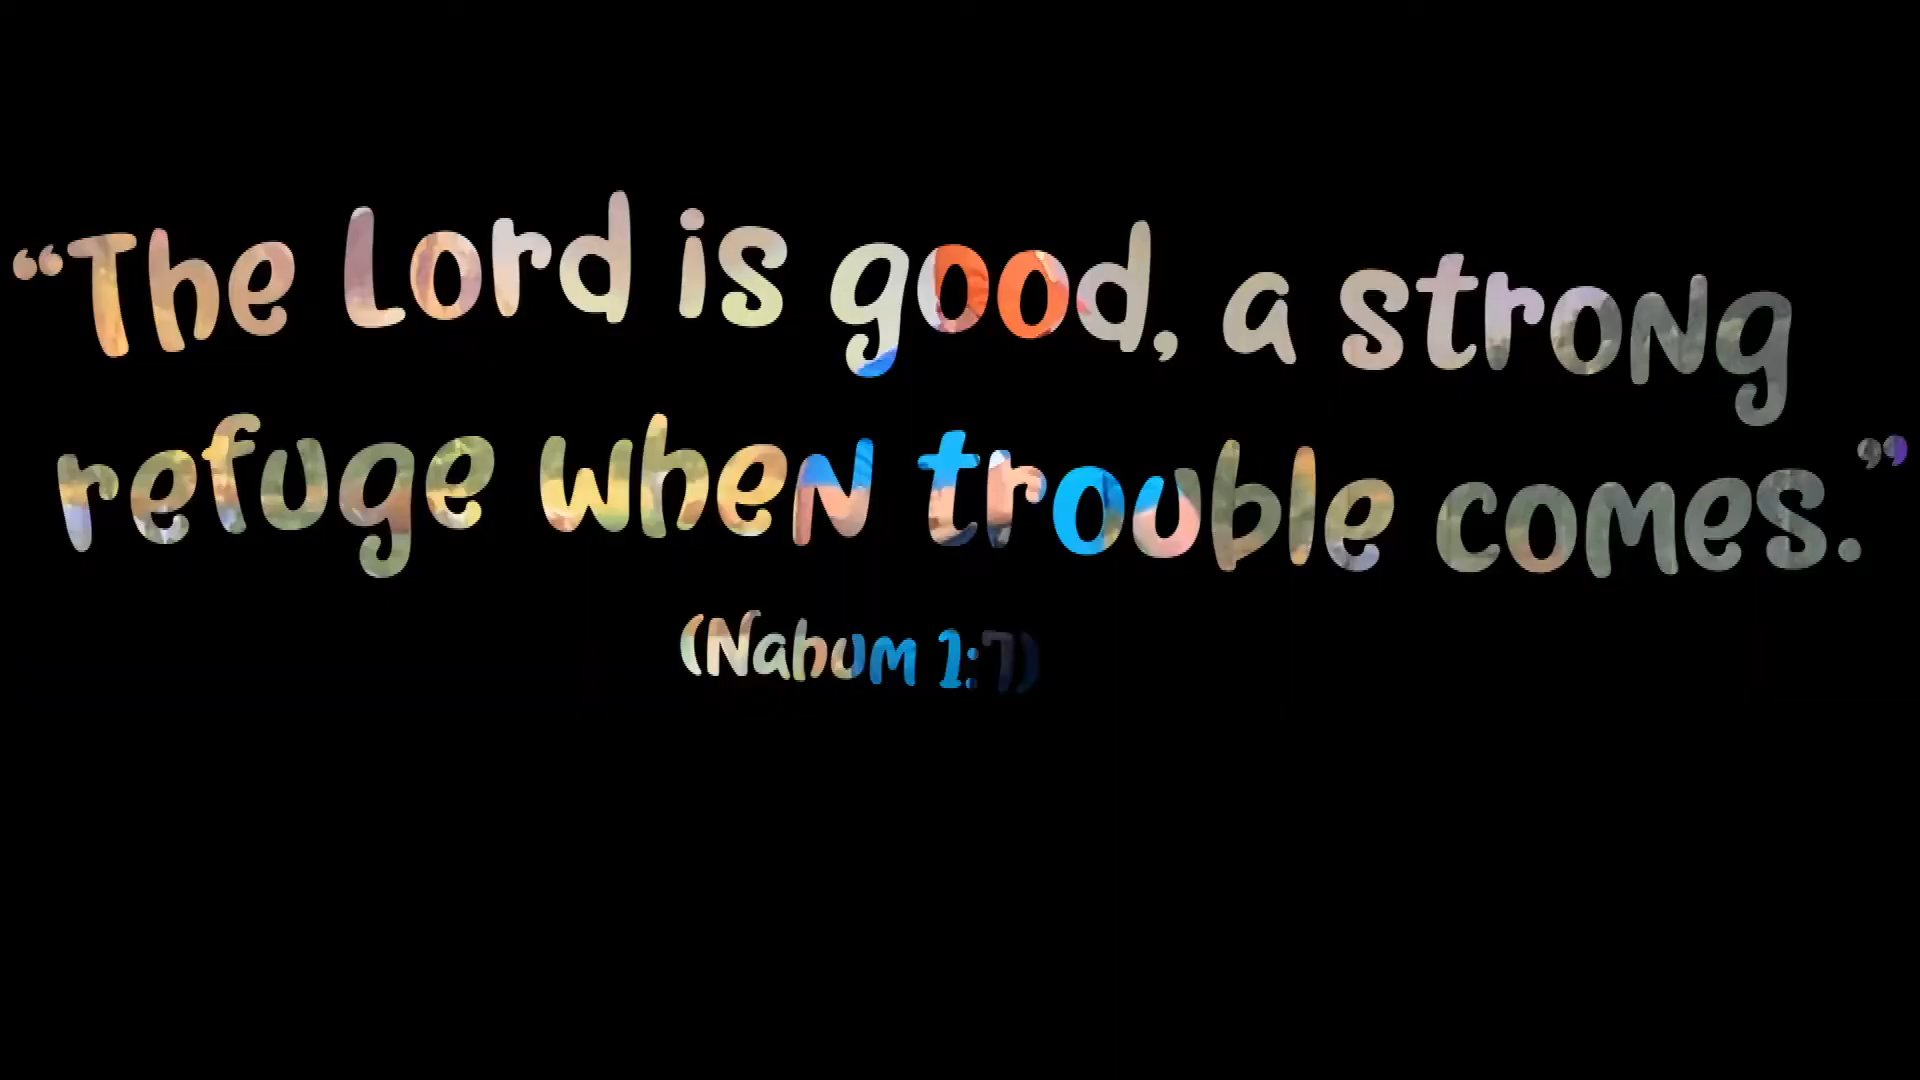 “The Lord is good, a strong
refuge when trouble comes.”
(Nahum 1:7)